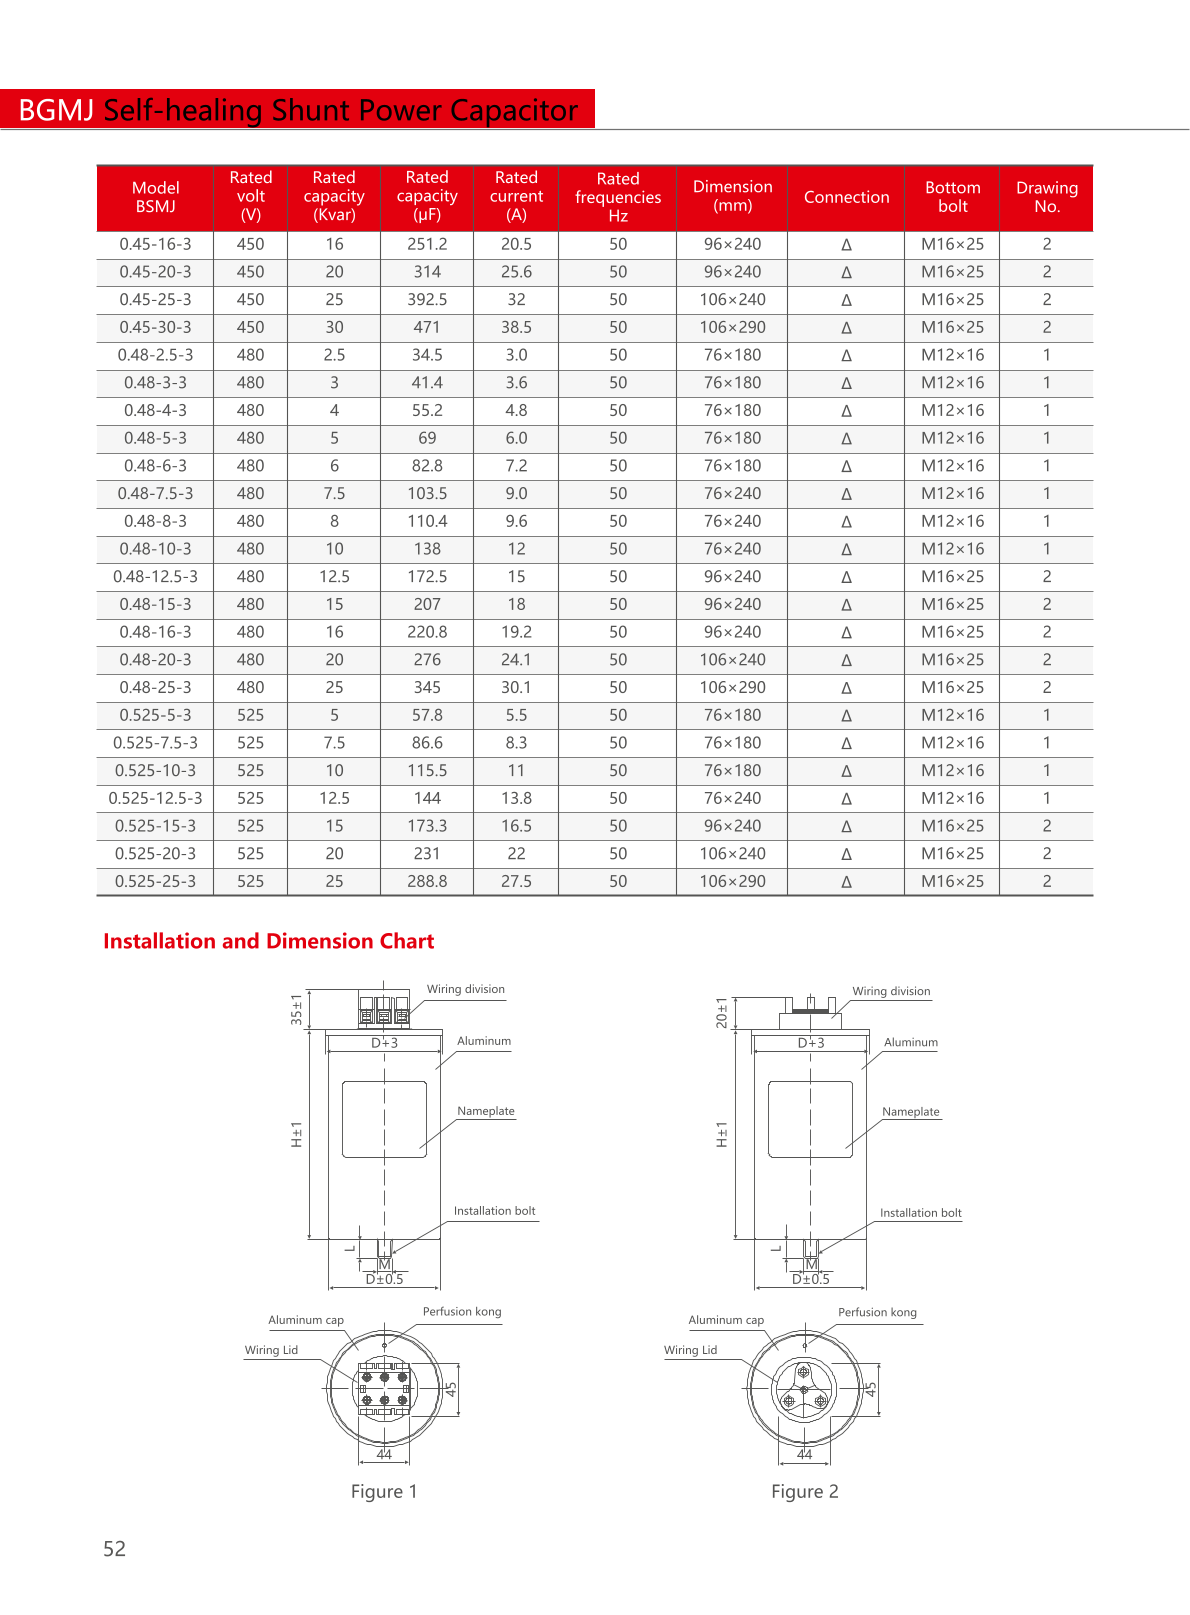 BGMJ Self-healing Shunt Power Capacitor
Model BSMJ | Rated volt (V) | Rated capacity (Kvar) | Rated capacity (μF) | Rated current (A) | Rated frequencies Hz | Dimension (mm) | Connection | Bottom bolt | Drawing No.
0.45-16-3 450 16 251.2 20.5 50 96×240 Δ M16×25 2
0.45-20-3 450 20 314 25.6 50 96×240 Δ M16×25 2
0.45-25-3 450 25 392.5 32 50 106×240 Δ M16×25 2
0.45-30-3 450 30 471 38.5 50 106×290 Δ M16×25 2
0.48-2.5-3 480 2.5 34.5 3.0 50 76×180 Δ M12×16 1
0.48-3-3 480 3 41.4 3.6 50 76×180 Δ M12×16 1
0.48-4-3 480 4 55.2 4.8 50 76×180 Δ M12×16 1
0.48-5-3 480 5 69 6.0 50 76×180 Δ M12×16 1
0.48-6-3 480 6 82.8 7.2 50 76×180 Δ M12×16 1
0.48-7.5-3 480 7.5 103.5 9.0 50 76×240 Δ M12×16 1
0.48-8-3 480 8 110.4 9.6 50 76×240 Δ M12×16 1
0.48-10-3 480 10 138 12 50 76×240 Δ M12×16 1
0.48-12.5-3 480 12.5 172.5 15 50 96×240 Δ M16×25 2
0.48-15-3 480 15 207 18 50 96×240 Δ M16×25 2
0.48-16-3 480 16 220.8 19.2 50 96×240 Δ M16×25 2
0.48-20-3 480 20 276 24.1 50 106×240 Δ M16×25 2
0.48-25-3 480 25 345 30.1 50 106×290 Δ M16×25 2
0.525-5-3 525 5 57.8 5.5 50 76×180 Δ M12×16 1
0.525-7.5-3 525 7.5 86.6 8.3 50 76×180 Δ M12×16 1
0.525-10-3 525 10 115.5 11 50 76×180 Δ M12×16 1
0.525-12.5-3 525 12.5 144 13.8 50 76×240 Δ M12×16 1
0.525-15-3 525 15 173.3 16.5 50 96×240 Δ M16×25 2
0.525-20-3 525 20 231 22 50 106×240 Δ M16×25 2
0.525-25-3 525 25 288.8 27.5 50 106×290 Δ M16×25 2
Installation and Dimension Chart
Wiring division
35±1
D+3
Aluminum
Nameplate
H±1
Installation bolt
L
M
D±0.5
Aluminum cap
Perfusion kong
Wiring Lid
45
44
Figure 1
Wiring division
20±1
D+3
Aluminum
Nameplate
H±1
Installation bolt
L
M
D±0.5
Aluminum cap
Perfusion kong
Wiring Lid
45
44
Figure 2
52